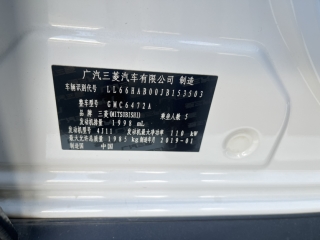 广汽三菱汽车有限公司 制造
车辆识别代号 LL66HAB00JB153503
整车型号 GMC6472A
品牌 三菱(MITSUBISHI) 乘坐人数 5
发动机排量 1998 mL
发动机型号 4J11 发动机最大净功率 110 kW
最大允许总质量 1985 kg 制造年月 2019-01
制造国 中国